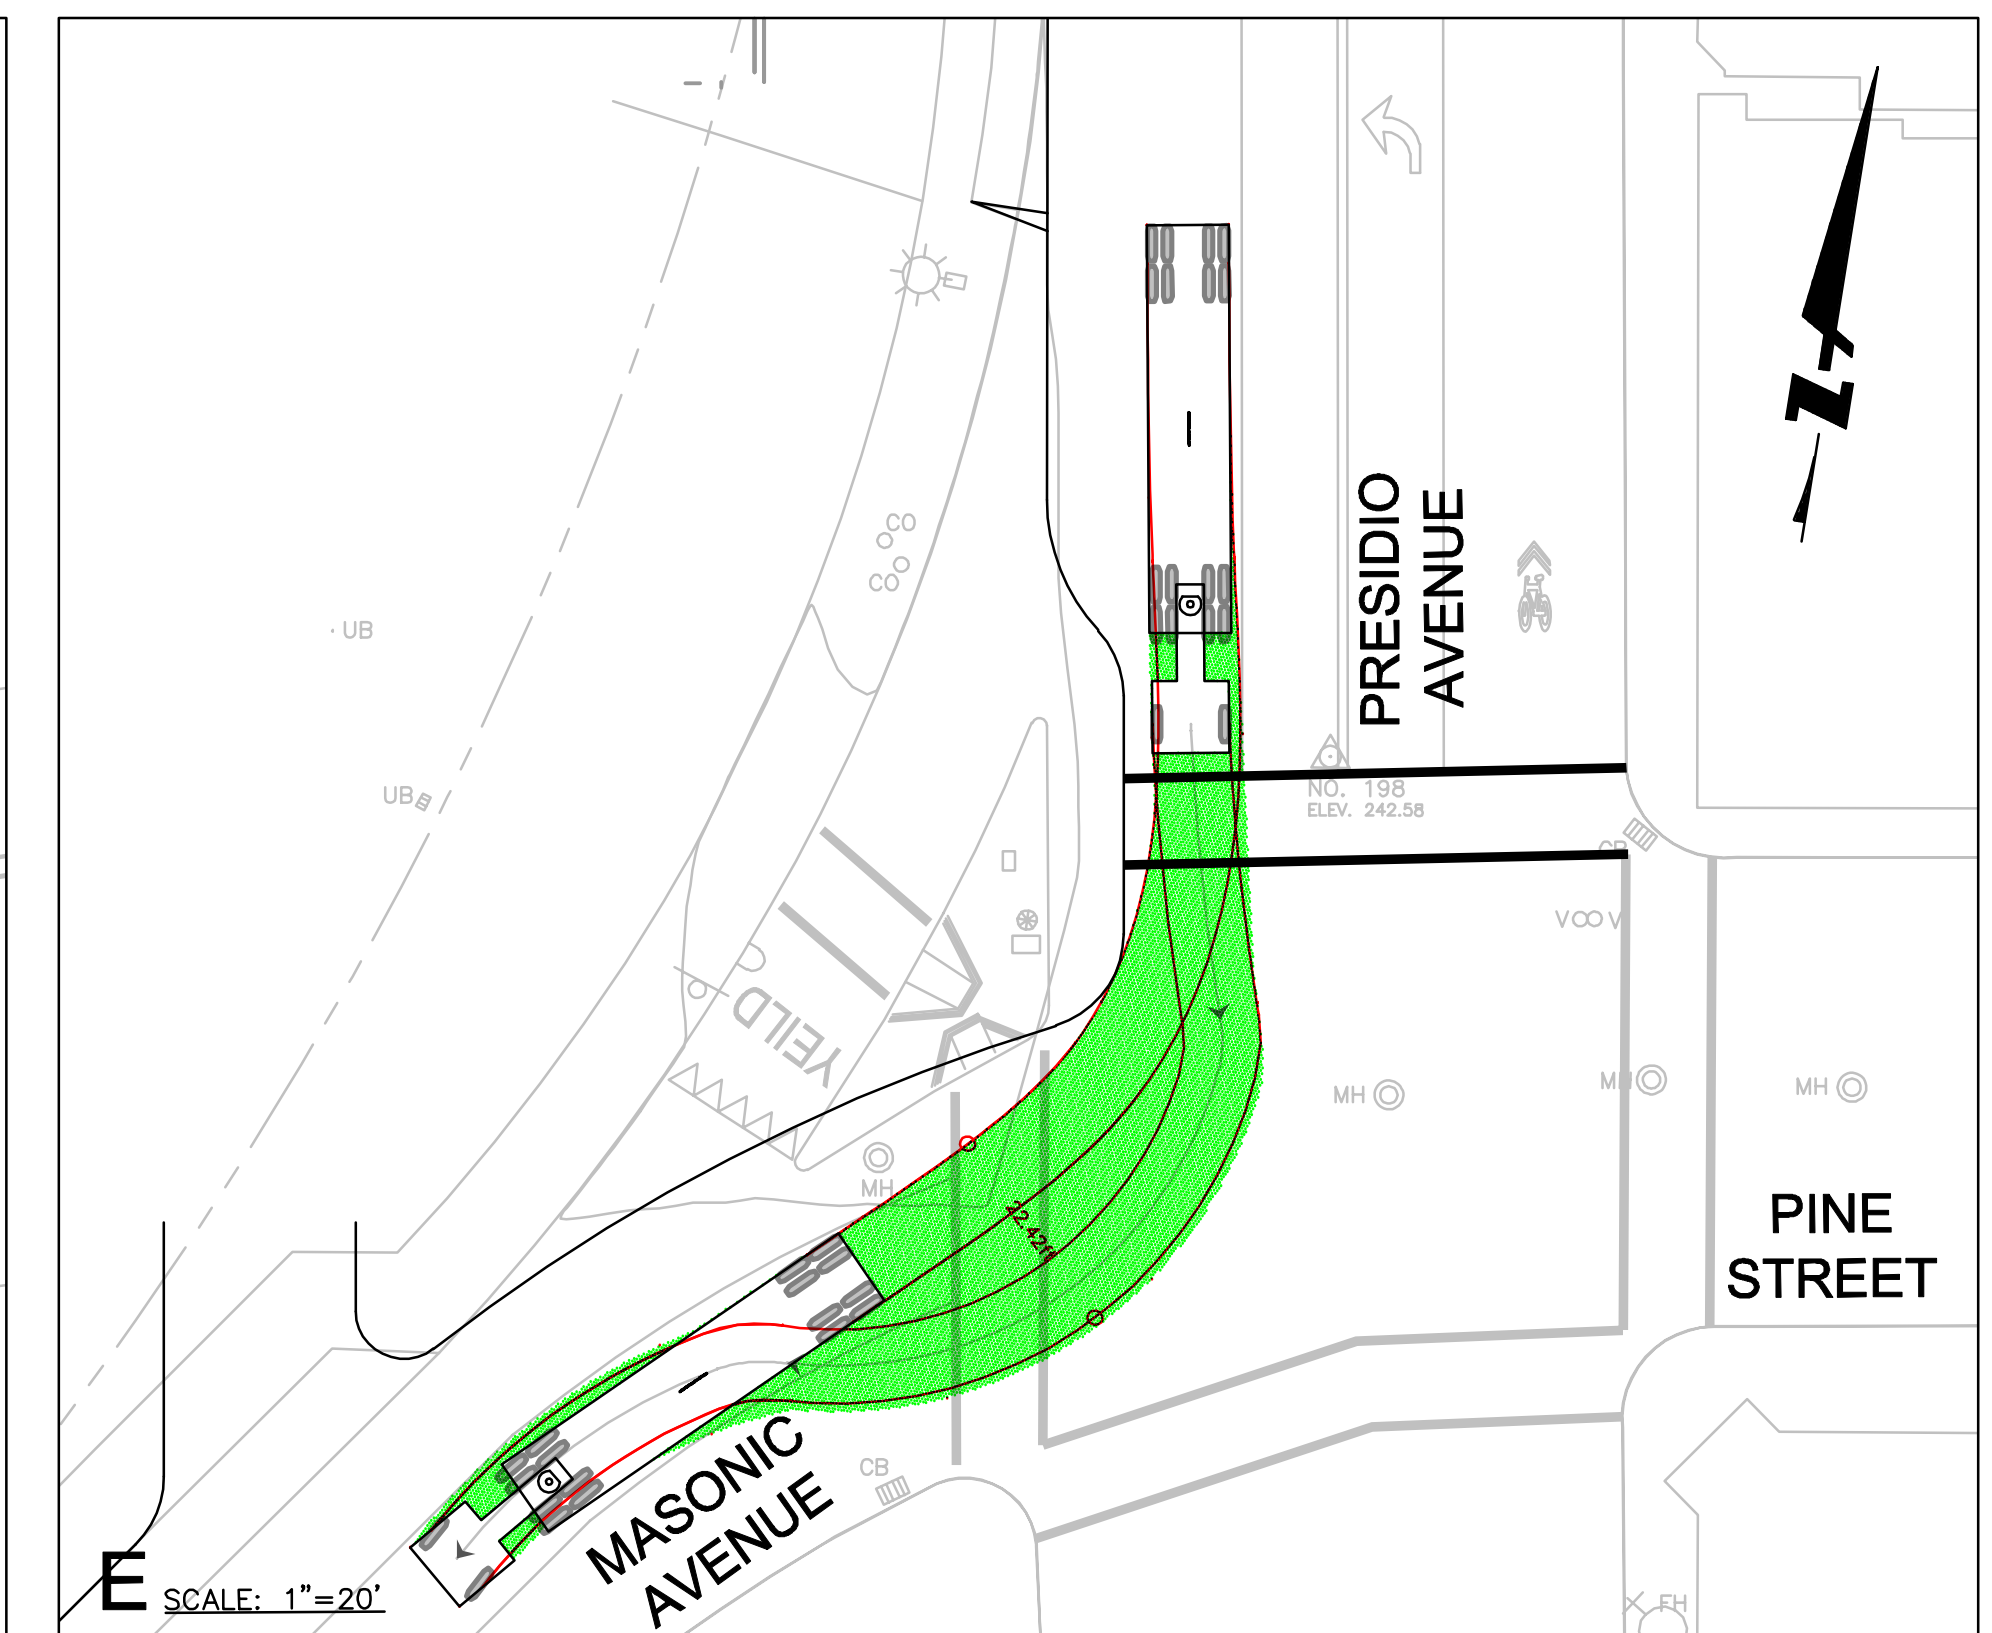 CO
CO
UB
UB
PRESIDIO
AVENUE
NO. 198
ELEV. 242.58
CB
V V
YEILD
MH
MH
MH
MH
22.42ft
PINE
STREET
MASONIC
AVENUE
CB
E SCALE: 1"=20'
FH
Z